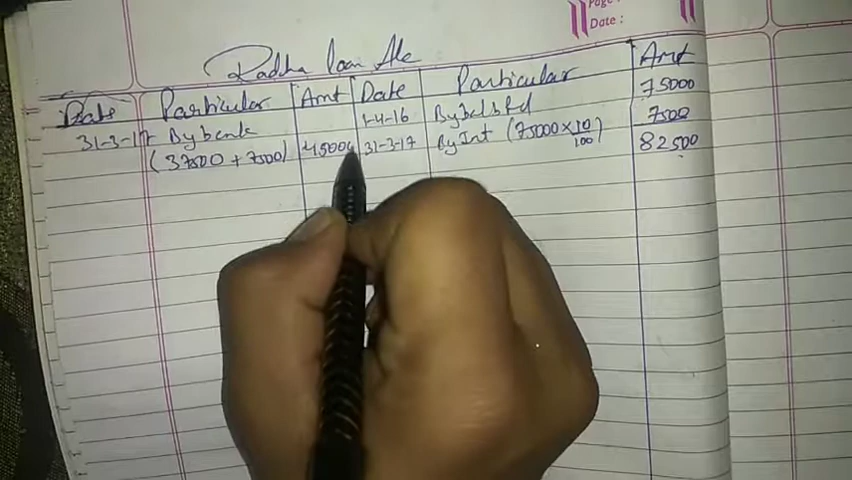 Page :
Date :
Radha loan A/c
Date Particular Amt Date Particular Amt
1-4-16 By bal b/d 75000
31-3-17 By bank
(37500 + 7500) 45000 31-3-17 By Int (75000 × 10/100) 7500
82500